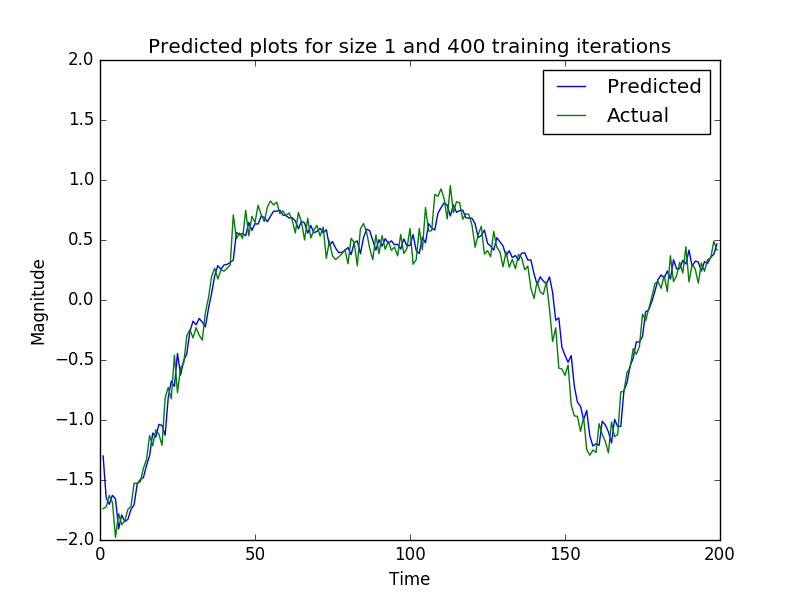 Predicted plots for size 1 and 400 training iterations
2.0
1.5
1.0
0.5
0.0
−0.5
−1.0
−1.5
−2.0
Magnitude
Predicted
Actual
0 50 100 150 200
Time